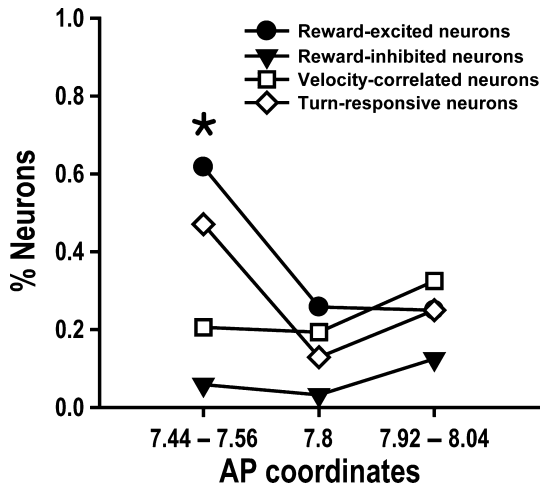 1.0
0.8
0.6
0.4
0.2
0.0
% Neurons
Reward-excited neurons
Reward-inhibited neurons
Velocity-correlated neurons
Turn-responsive neurons
7.44 – 7.56 7.8 7.92 – 8.04
AP coordinates